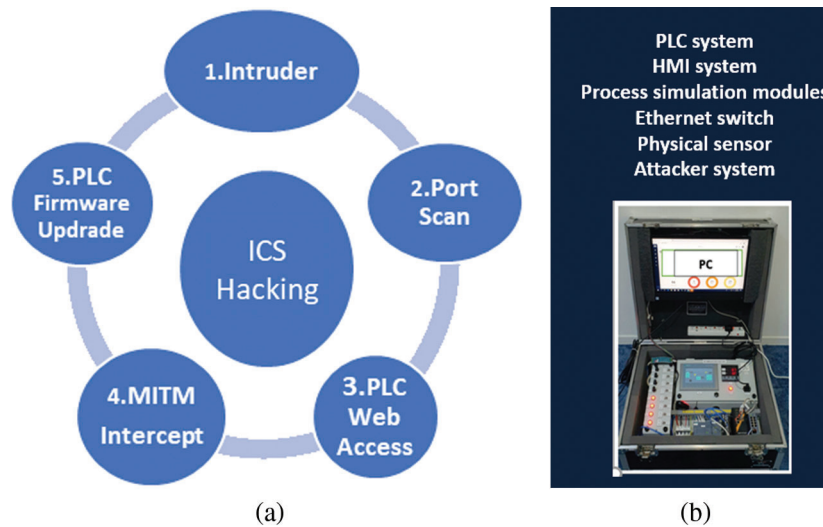 1.Intruder
2.Port
Scan
3.PLC
Web
Access
4.MITM
Intercept
5.PLC
Firmware
Updrade
ICS
Hacking
(a)
PLC system
HMI system
Process simulation modules
Ethernet switch
Physical sensor
Attacker system
PC
(b)